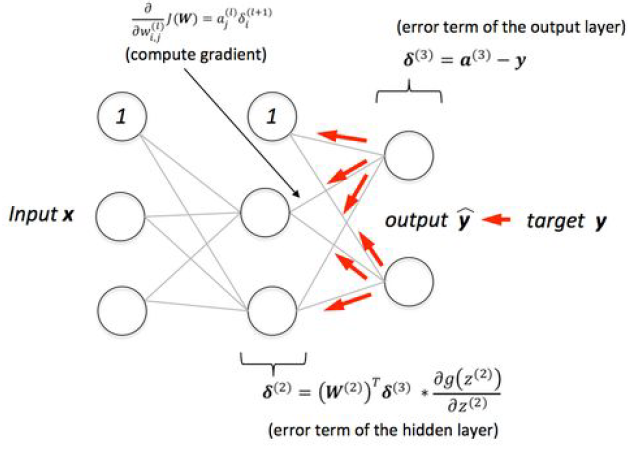 ∂/∂w_{i,j}^{(l)} J(W) = a_j^{(l)} δ_i^{(l+1)}
(compute gradient)
(error term of the output layer)
δ^{(3)} = a^{(3)} − y
1
1
Input x
output ŷ
target y
δ^{(2)} = (W^{(2)})^T δ^{(3)} * ∂g(z^{(2)})/∂z^{(2)}
(error term of the hidden layer)